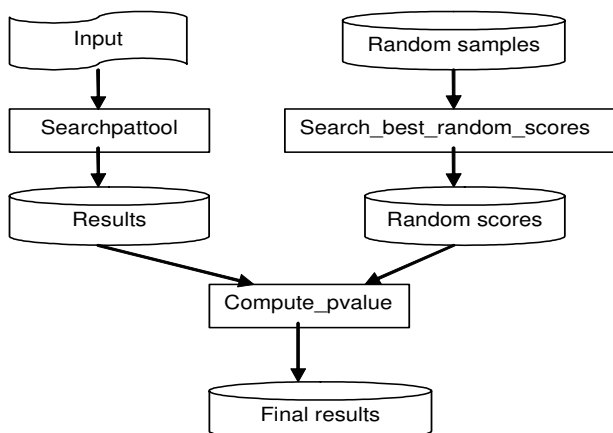 Input
Random samples
Searchpattool
Search_best_random_scores
Results
Random scores
Compute_pvalue
Final results